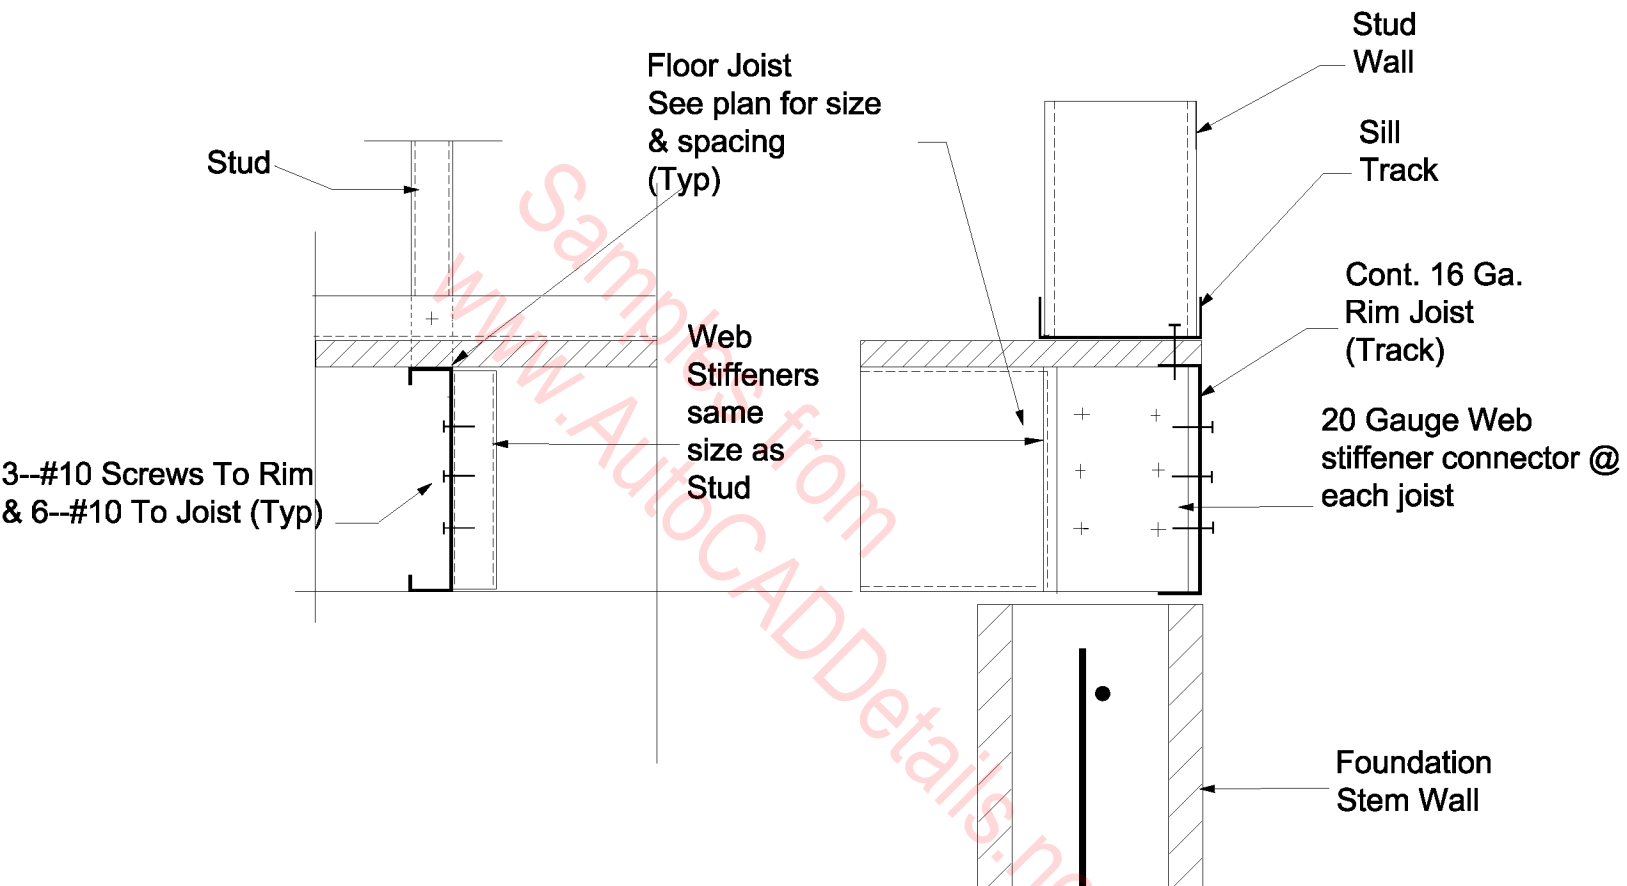 Stud
Floor Joist
See plan for size
& spacing
(Typ)
Stud
Wall
Sill
Track
Cont. 16 Ga.
Rim Joist
(Track)
Web
Stiffeners
same
size as
Stud
3--#10 Screws To Rim
& 6--#10 To Joist (Typ)
20 Gauge Web
stiffener connector @
each joist
Foundation
Stem Wall
Samples from
www.AutoCADDetails.ne